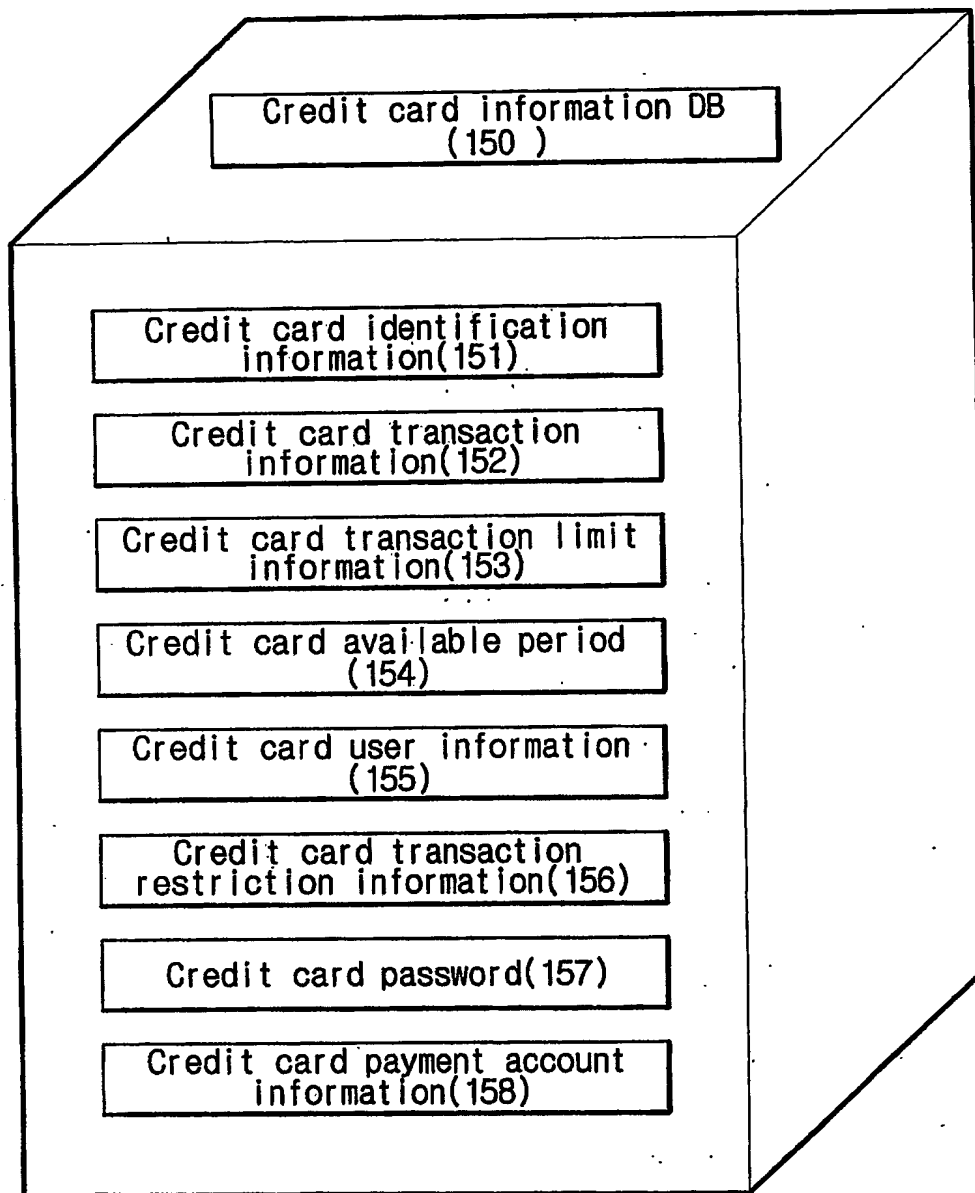 Credit card information DB
(150 )
Credit card identification
information(151)
Credit card transaction
information(152)
Credit card transaction limit
information(153)
Credit card available period
(154)
Credit card user information
(155)
Credit card transaction
restriction information(156)
Credit card password(157)
Credit card payment account
information(158)